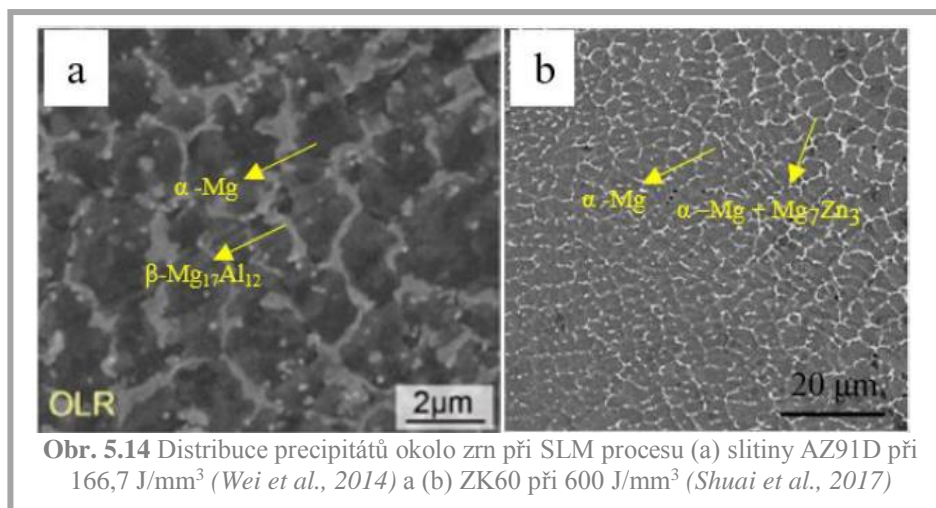 a
α -Mg
β-Mg₁₇Al₁₂
OLR
2μm
b
α -Mg
α –Mg + Mg₇Zn₃
20 μm
Obr. 5.14 Distribuce precipitátů okolo zrn při SLM procesu (a) slitiny AZ91D při
166,7 J/mm³ (Wei et al., 2014) a (b) ZK60 při 600 J/mm³ (Shuai et al., 2017)